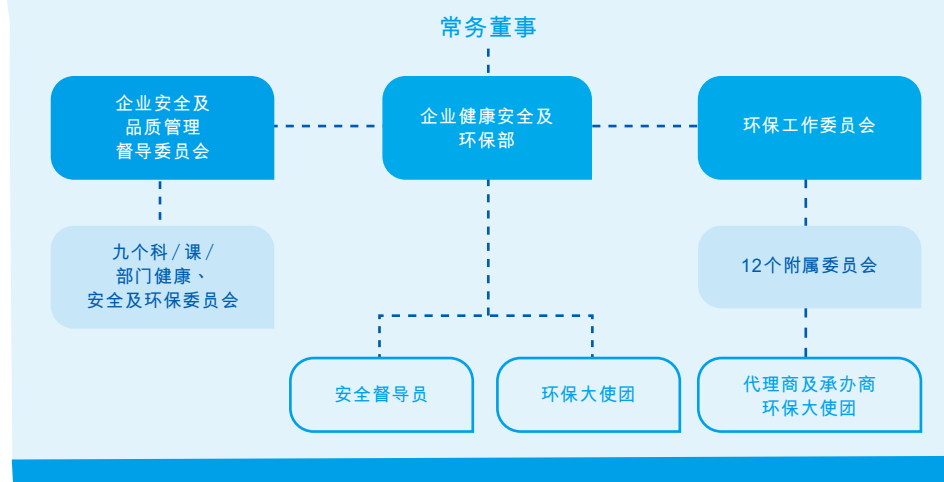 常务董事
企业安全及
品质管理
督导委员会
企业健康安全及
环保部
环保工作委员会
九个科/课/
部门健康、
安全及环保委员会
12个附属委员会
安全督导员
环保大使团
代理商及承办商
环保大使团